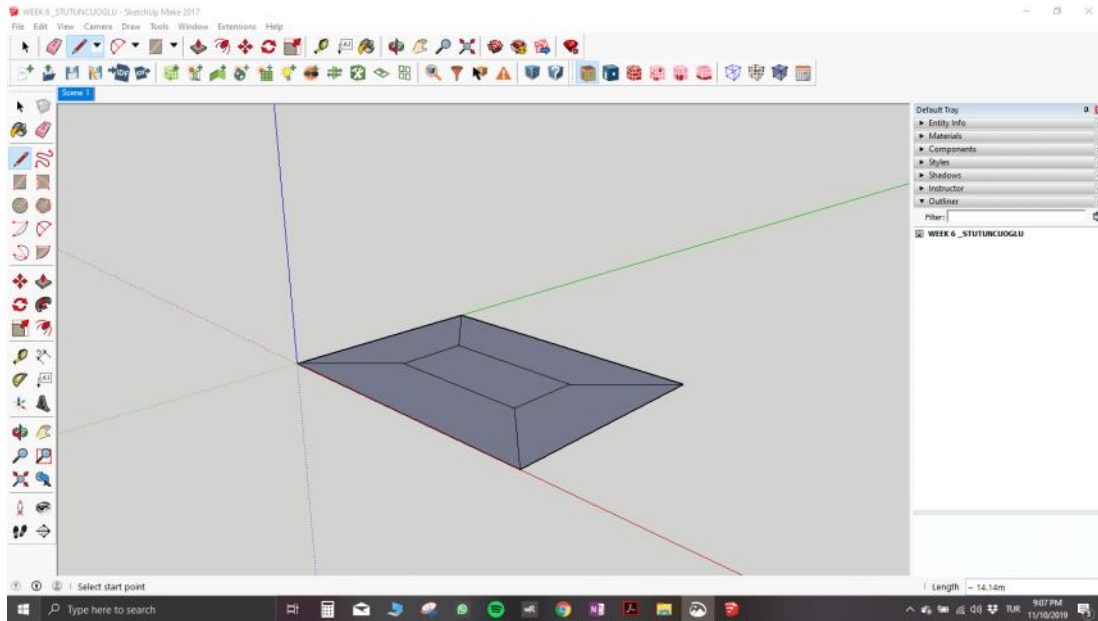 WEEK 6 _STUTUNCUOGLU - SketchUp Make 2017
File Edit View Camera Draw Tools Window Extensions Help
Scene 1
Default Tray
Entity Info
Materials
Components
Styles
Shadows
Instructor
Outliner
Filter:
WEEK 6 _STUTUNCUOGLU
Select start point
Length ~ 14.14m
Type here to search
TUR
9:07 PM
11/10/2019